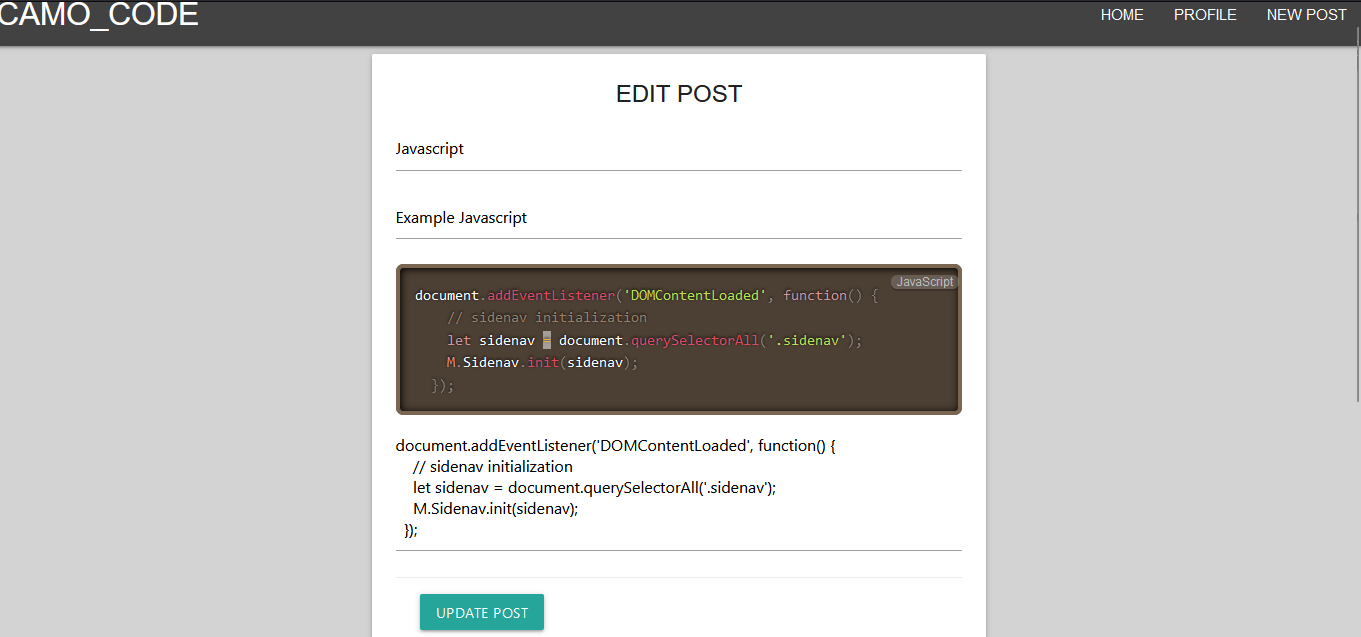 CAMO_CODE
HOME PROFILE NEW POST
EDIT POST
Javascript
Example Javascript
JavaScript
document.addEventListener('DOMContentLoaded', function() {
    // sidenav initialization
    let sidenav = document.querySelectorAll('.sidenav');
    M.Sidenav.init(sidenav);
  });
document.addEventListener('DOMContentLoaded', function() {
    // sidenav initialization
    let sidenav = document.querySelectorAll('.sidenav');
    M.Sidenav.init(sidenav);
  });
UPDATE POST